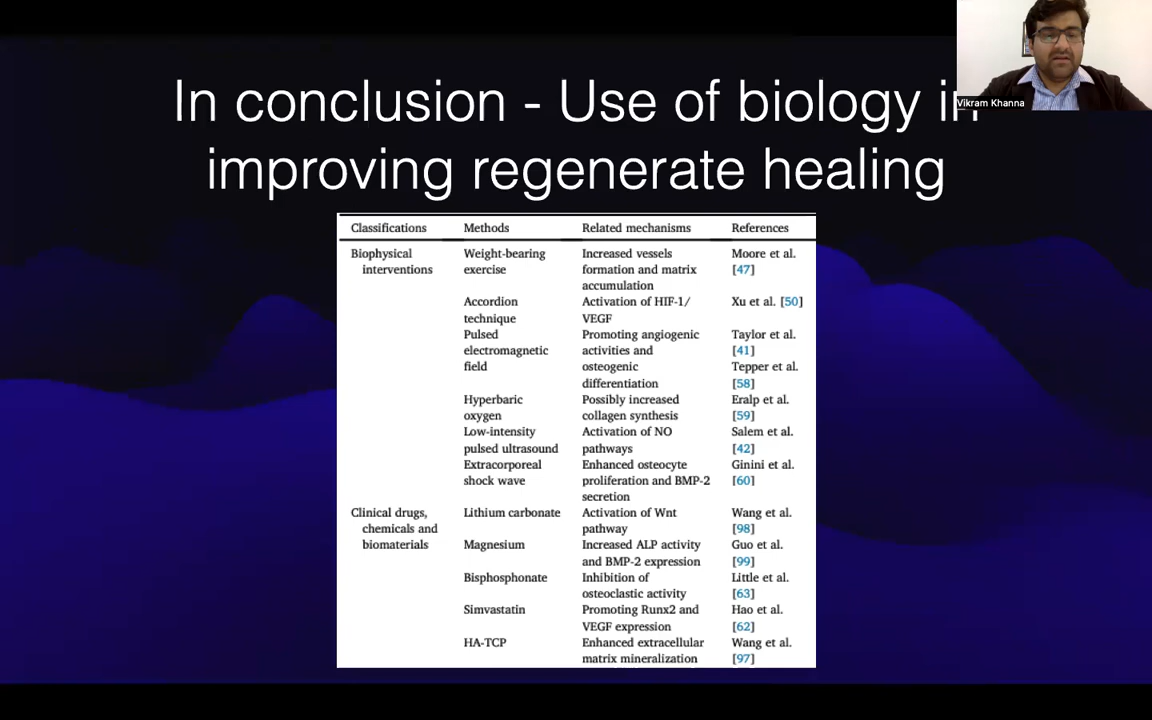 In conclusion - Use of biology in
improving regenerate healing
Vikram Khanna
Classifications Methods Related mechanisms References
Biophysical Weight-bearing Increased vessels Moore et al.
interventions exercise formation and matrix [47]
accumulation
Accordion Activation of HIF-1/ Xu et al. [50]
technique VEGF
Pulsed Promoting angiogenic Taylor et al.
electromagnetic activities and [41]
field osteogenic Tepper et al.
differentiation [58]
Hyperbaric Possibly increased Eralp et al.
oxygen collagen synthesis [59]
Low-intensity Activation of NO Salem et al.
pulsed ultrasound pathways [42]
Extracorporeal Enhanced osteocyte Ginini et al.
shock wave proliferation and BMP-2 [60]
secretion
Clinical drugs, Lithium carbonate Activation of Wnt Wang et al.
chemicals and pathway [98]
biomaterials Magnesium Increased ALP activity Guo et al.
and BMP-2 expression [99]
Bisphosphonate Inhibition of Little et al.
osteoclastic activity [63]
Simvastatin Promoting Runx2 and Hao et al.
VEGF expression [62]
HA-TCP Enhanced extracellular Wang et al.
matrix mineralization [97]